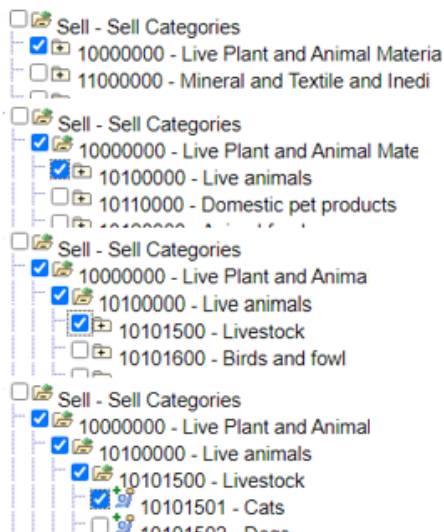 Sell - Sell Categories
10000000 - Live Plant and Animal Materia
11000000 - Mineral and Textile and Inedi
Sell - Sell Categories
10000000 - Live Plant and Animal Mate
10100000 - Live animals
10110000 - Domestic pet products
Sell - Sell Categories
10000000 - Live Plant and Anima
10100000 - Live animals
10101500 - Livestock
10101600 - Birds and fowl
Sell - Sell Categories
10000000 - Live Plant and Animal
10100000 - Live animals
10101500 - Livestock
10101501 - Cats
10101502 - Dogs